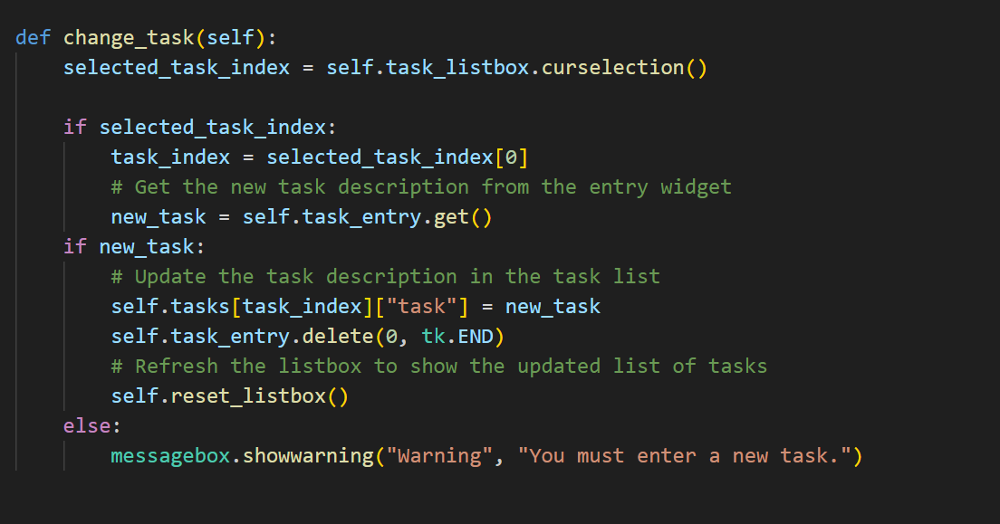 def change_task(self):
    selected_task_index = self.task_listbox.curselection()

    if selected_task_index:
        task_index = selected_task_index[0]
        # Get the new task description from the entry widget
        new_task = self.task_entry.get()
    if new_task:
        # Update the task description in the task list
        self.tasks[task_index]["task"] = new_task
        self.task_entry.delete(0, tk.END)
        # Refresh the listbox to show the updated list of tasks
        self.reset_listbox()
    else:
        messagebox.showwarning("Warning", "You must enter a new task.")